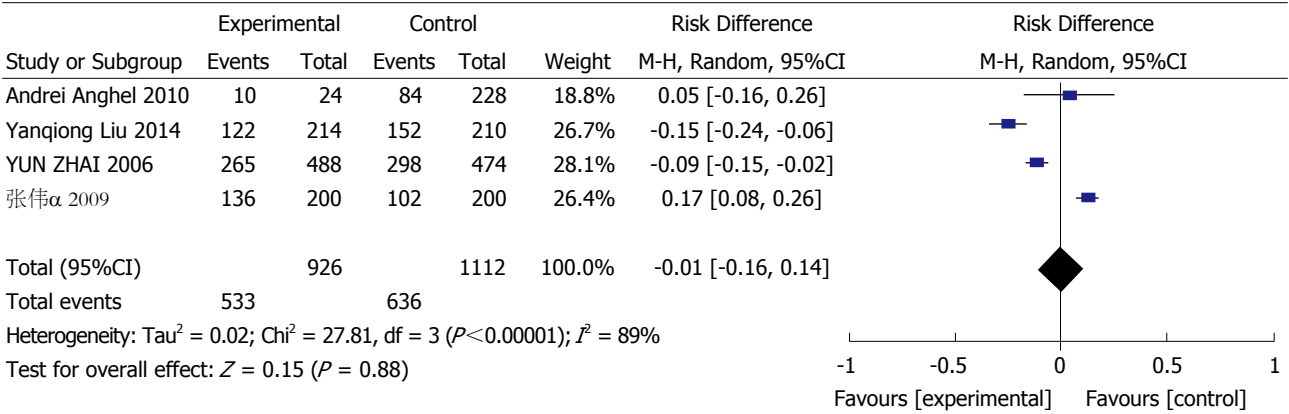 Experimental Control Risk Difference Risk Difference
Study or Subgroup Events Total Events Total Weight M-H, Random, 95%CI M-H, Random, 95%CI
Andrei Anghel 2010 10 24 84 228 18.8% 0.05 [-0.16, 0.26]
Yanqiong Liu 2014 122 214 152 210 26.7% -0.15 [-0.24, -0.06]
YUN ZHAI 2006 265 488 298 474 28.1% -0.09 [-0.15, -0.02]
张伟α 2009 136 200 102 200 26.4% 0.17 [0.08, 0.26]
Total (95%CI) 926 1112 100.0% -0.01 [-0.16, 0.14]
Total events 533 636
Heterogeneity: Tau² = 0.02; Chi² = 27.81, df = 3 (P<0.00001); I² = 89%
Test for overall effect: Z = 0.15 (P = 0.88)
-1 -0.5 0 0.5 1
Favours [experimental] Favours [control]